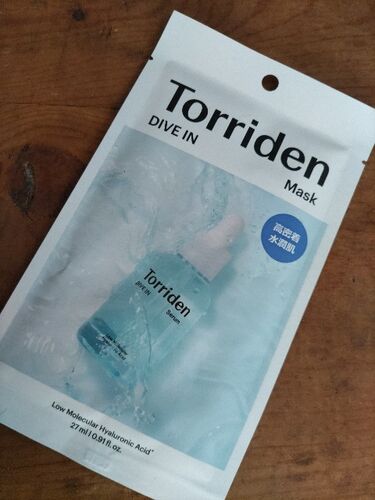 Torriden
DIVE IN
Mask
高密着
水潤肌
Torriden
DIVE IN
Serum
Low Molecular Hyaluronic Acid*
27 ml | 0.91 fl. oz.